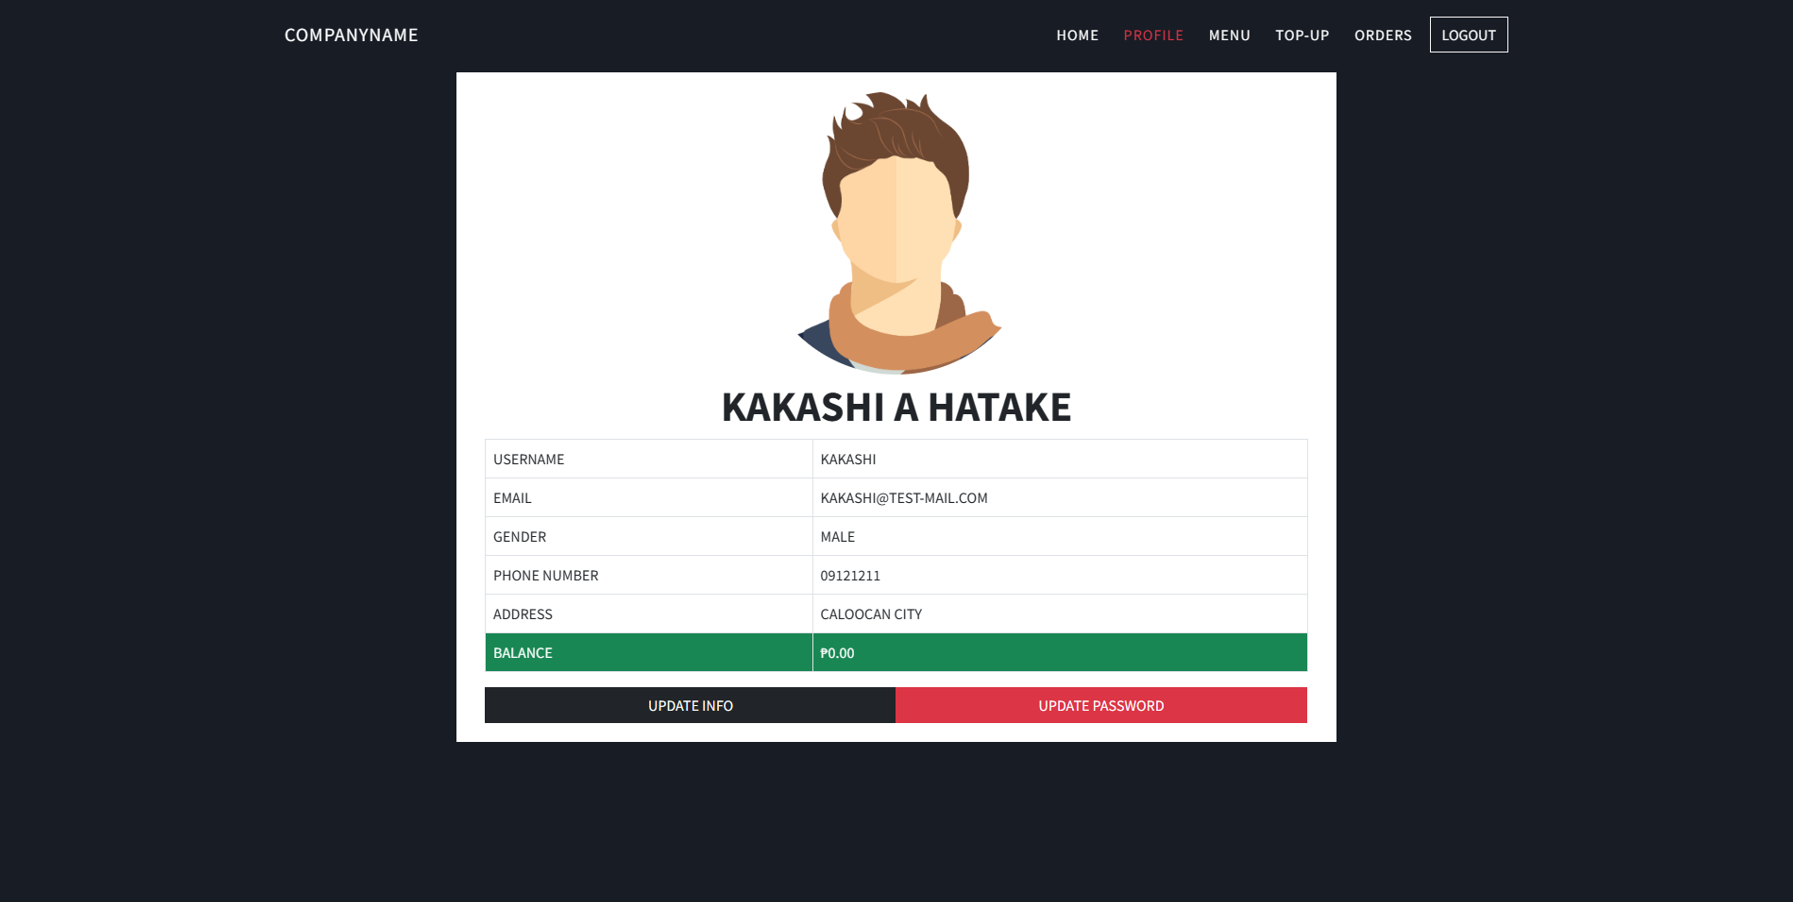 COMPANYNAME
HOME PROFILE MENU TOP-UP ORDERS LOGOUT
KAKASHI A HATAKE
USERNAME KAKASHI
EMAIL KAKASHI@TEST-MAIL.COM
GENDER MALE
PHONE NUMBER 09121211
ADDRESS CALOOCAN CITY
BALANCE ₱0.00
UPDATE INFO UPDATE PASSWORD